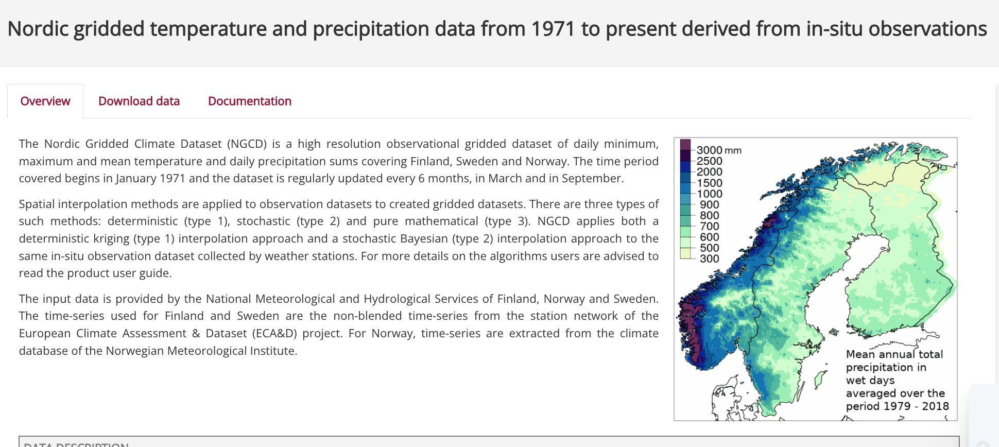 Nordic gridded temperature and precipitation data from 1971 to present derived from in-situ observations
Overview
Download data
Documentation
The Nordic Gridded Climate Dataset (NGCD) is a high resolution observational gridded dataset of daily minimum,
maximum and mean temperature and daily precipitation sums covering Finland, Sweden and Norway. The time period
covered begins in January 1971 and the dataset is regularly updated every 6 months, in March and in September.
Spatial interpolation methods are applied to observation datasets to created gridded datasets. There are three types of
such methods: deterministic (type 1), stochastic (type 2) and pure mathematical (type 3). NGCD applies both a
deterministic kriging (type 1) interpolation approach and a stochastic Bayesian (type 2) interpolation approach to the
same in-situ observation dataset collected by weather stations. For more details on the algorithms users are advised to
read the product user guide.
The input data is provided by the National Meteorological and Hydrological Services of Finland, Norway and Sweden.
The time-series used for Finland and Sweden are the non-blended time-series from the station network of the
European Climate Assessment & Dataset (ECA&D) project. For Norway, time-series are extracted from the climate
database of the Norwegian Meteorological Institute.
3000 mm
2500
2000
1500
1000
900
800
700
600
500
300
Mean annual total
precipitation in
wet days
averaged over the
period 1979 - 2018
DATA DESCRIPTION